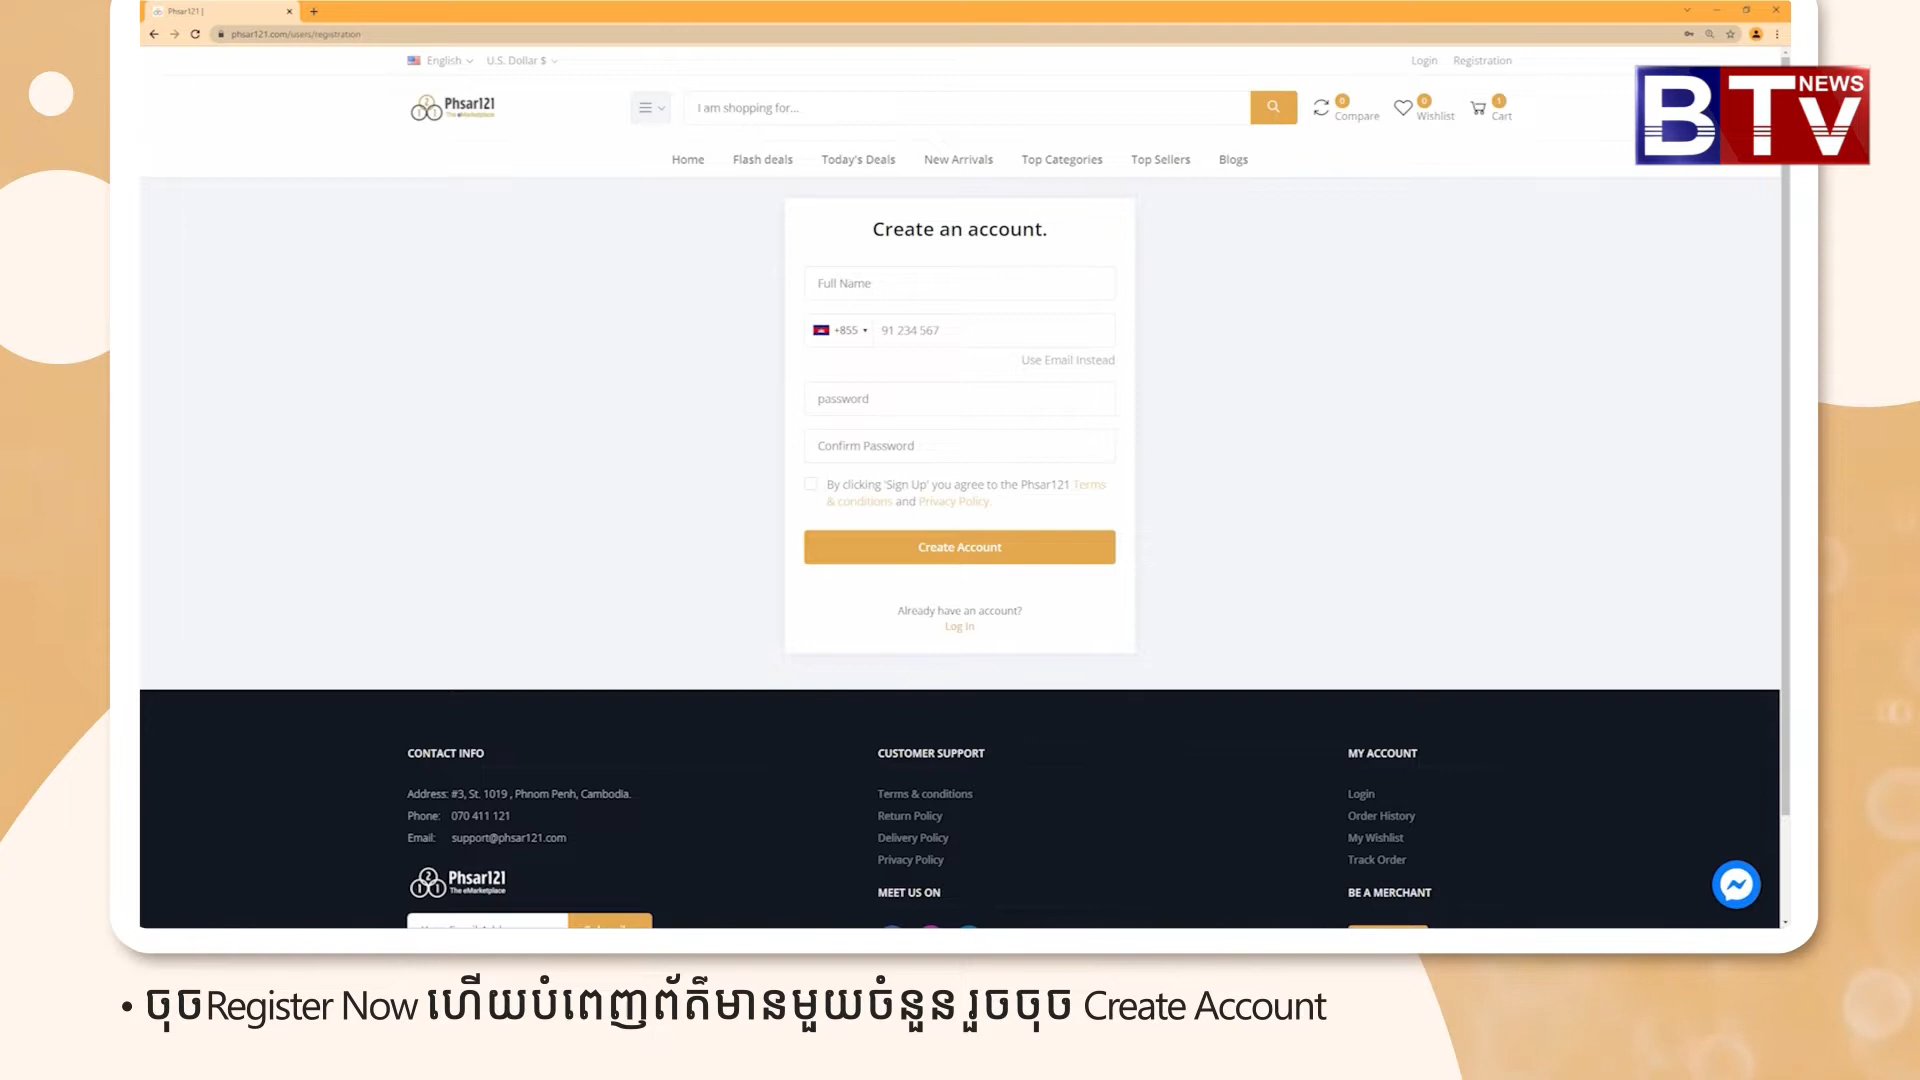 Phsar121 |
phsar121.com/users/registration
English U.S. Dollar $ Login Registration
BTV NEWS
Phsar121
The eMarketplace
I am shopping for...
0 Compare 0 Wishlist 1 Cart
Home Flash deals Today's Deals New Arrivals Top Categories Top Sellers Blogs
Create an account.
Full Name
+855 91 234 567
Use Email Instead
password
Confirm Password
By clicking 'Sign Up' you agree to the Phsar121 Terms
& conditions and Privacy Policy.
Create Account
Already have an account?
Log In
CONTACT INFO
Address: #3, St. 1019 , Phnom Penh, Cambodia.
Phone: 070 411 121
Email: support@phsar121.com
Phsar121
The eMarketplace
CUSTOMER SUPPORT
Terms & conditions
Return Policy
Delivery Policy
Privacy Policy
MEET US ON
MY ACCOUNT
Login
Order History
My Wishlist
Track Order
BE A MERCHANT
• ចុចRegister Now ហើយបំពេញព័ត៌មានមួយចំនួន រួចចុច Create Account